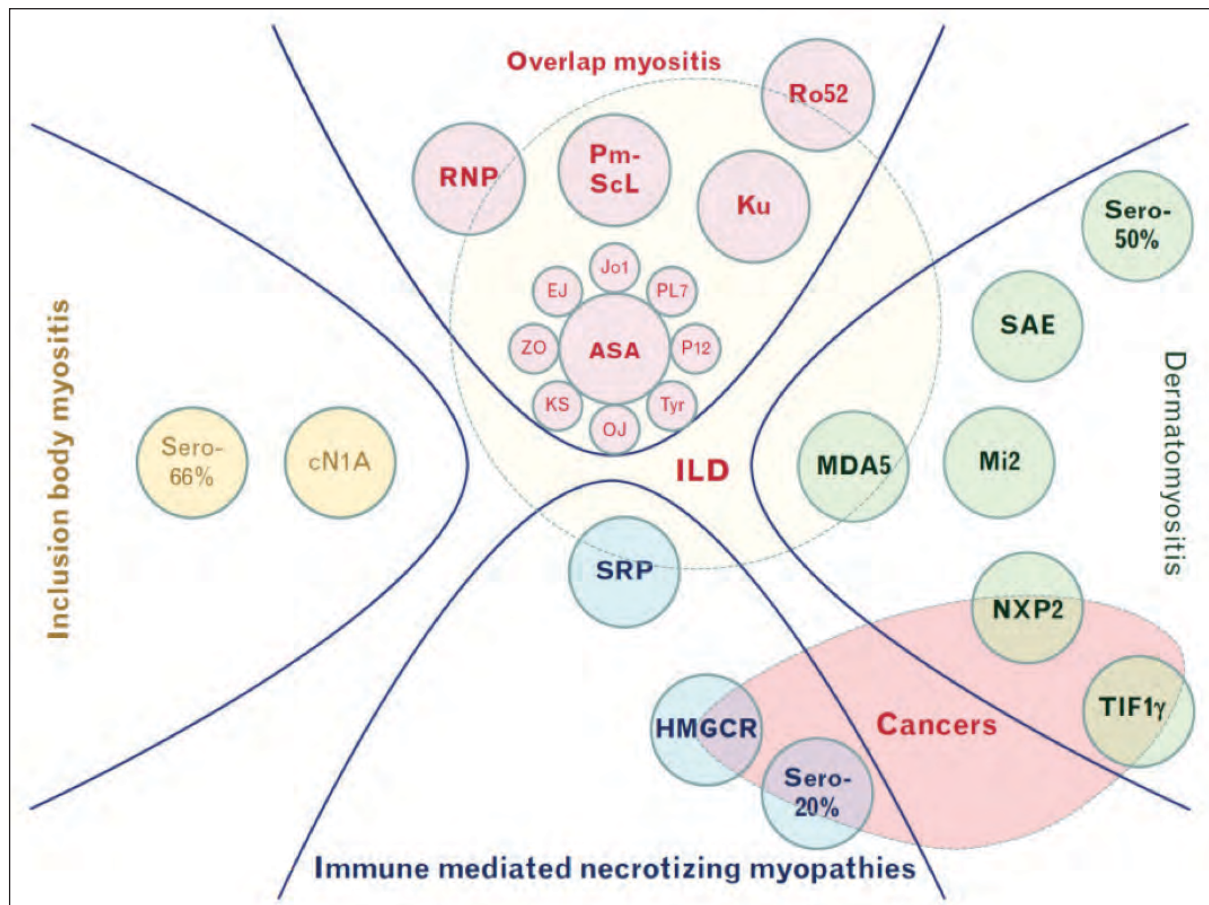 Overlap myositis
Ro52
RNP
Pm-
ScL
Ku
Jo1
EJ
PL7
ZO
ASA
P12
KS
Tyr
OJ
ILD
Sero-
50%
SAE
MDA5
Mi2
Dermatomyositis
Inclusion body myositis
Sero-
66%
cN1A
SRP
NXP2
HMGCR
Cancers
TIF1γ
Sero-
20%
Immune mediated necrotizing myopathies